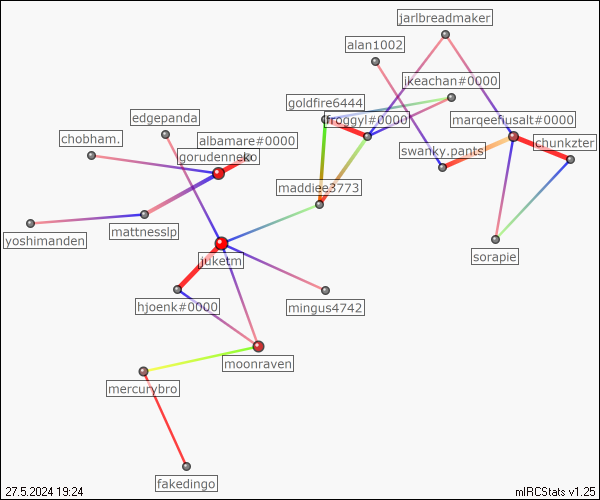 jarlbreadmaker
alan1002
ikeachan#0000
goldfire6444
froggyl#0000
marqeefusalt#0000
edgepanda
chobham.
albamare#0000
gorudenneko
swanky.pants
chunkzter
maddiee3773
yoshimanden
mattnesslp
juketm
sorapie
hjoenk#0000
mingus4742
moonraven
mercurybro
fakedingo
27.5.2024 19:24
mIRCStats v1.25